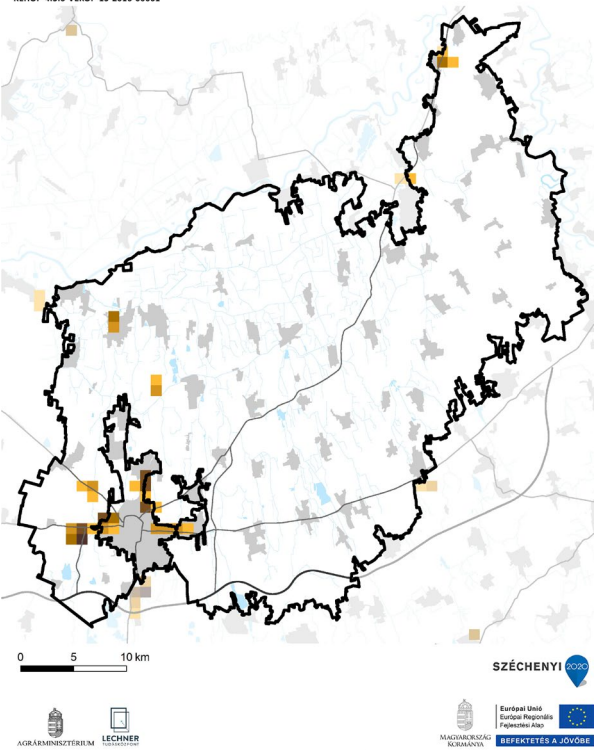 0 5 10 km
SZÉCHENYI 2020
AGRÁRMINISZTÉRIUM
LECHNER
TUDÁSKÖZPONT
MAGYARORSZÁG
KORMÁNYA
Európai Unió
Európai Regionális
Fejlesztési Alap
BEFEKTETÉS A JÖVŐBE